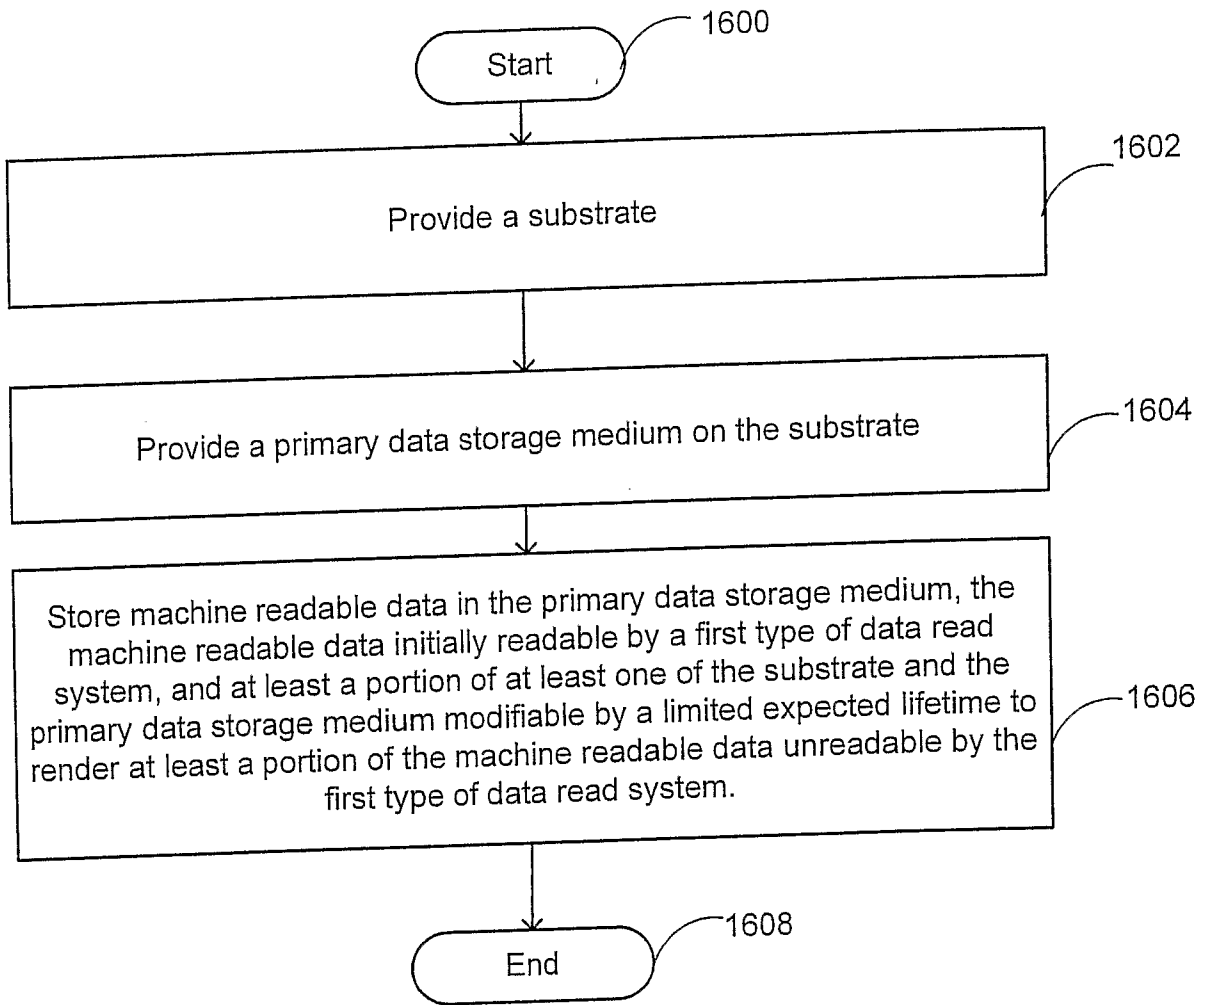 1600
Start
1602
Provide a substrate
1604
Provide a primary data storage medium on the substrate
Store machine readable data in the primary data storage medium, the
machine readable data initially readable by a first type of data read
system, and at least a portion of at least one of the substrate and the
primary data storage medium modifiable by a limited expected lifetime to
render at least a portion of the machine readable data unreadable by the
first type of data read system.
1606
1608
End